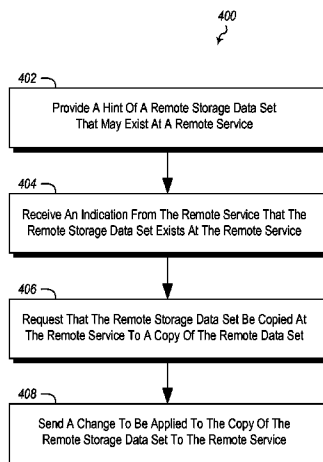 400
402
Provide A Hint Of A Remote Storage Data Set
That May Exist At A Remote Service
404
Receive An Indication From The Remote Service That The
Remote Storage Data Set Exists At The Remote Service
406
Request That The Remote Storage Data Set Be Copied At
The Remote Service To A Copy Of The Remote Data Set
408
Send A Change To Be Applied To The Copy Of The
Remote Storage Data Set To The Remote Service